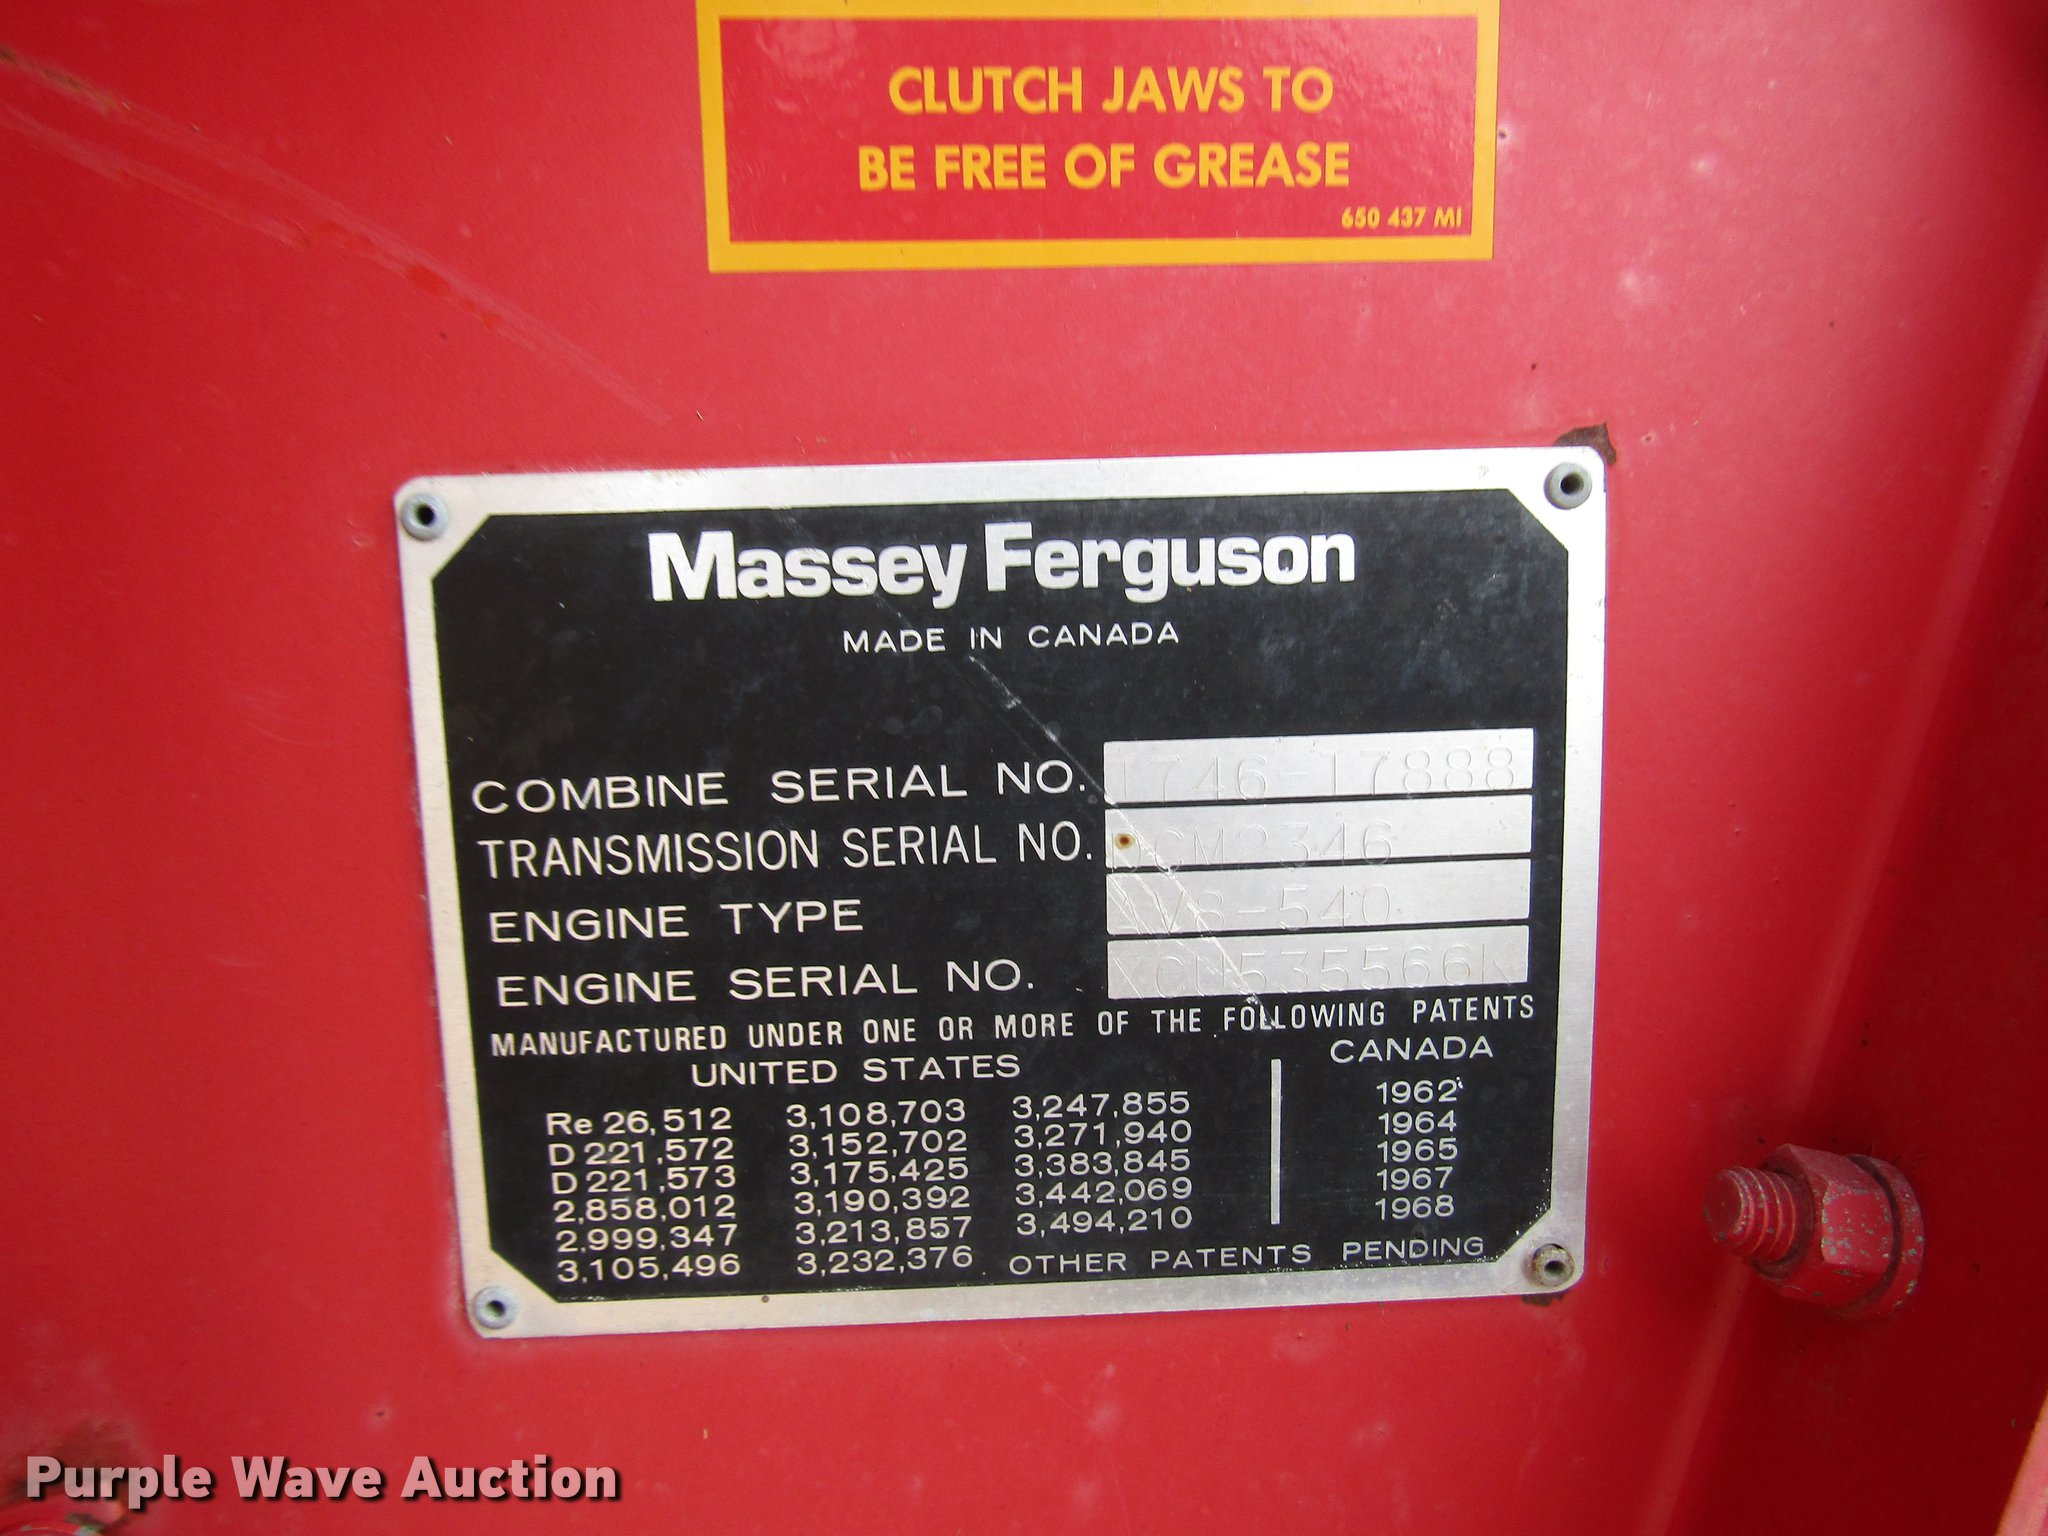 CLUTCH JAWS TO
BE FREE OF GREASE
650 437 MI
Massey Ferguson
MADE IN CANADA
COMBINE SERIAL NO. 1746-17888
TRANSMISSION SERIAL NO. DCM2346
ENGINE TYPE AV8-540
ENGINE SERIAL NO. XCU535566K
MANUFACTURED UNDER ONE OR MORE OF THE FOLLOWING PATENTS
UNITED STATES CANADA
Re 26,512 3,108,703 3,247,855 1962
D 221,572 3,152,702 3,271,940 1964
D 221,573 3,175,425 3,383,845 1965
2,858,012 3,190,392 3,442,069 1967
2,999,347 3,213,857 3,494,210 1968
3,105,496 3,232,376 OTHER PATENTS PENDING
Purple Wave Auction